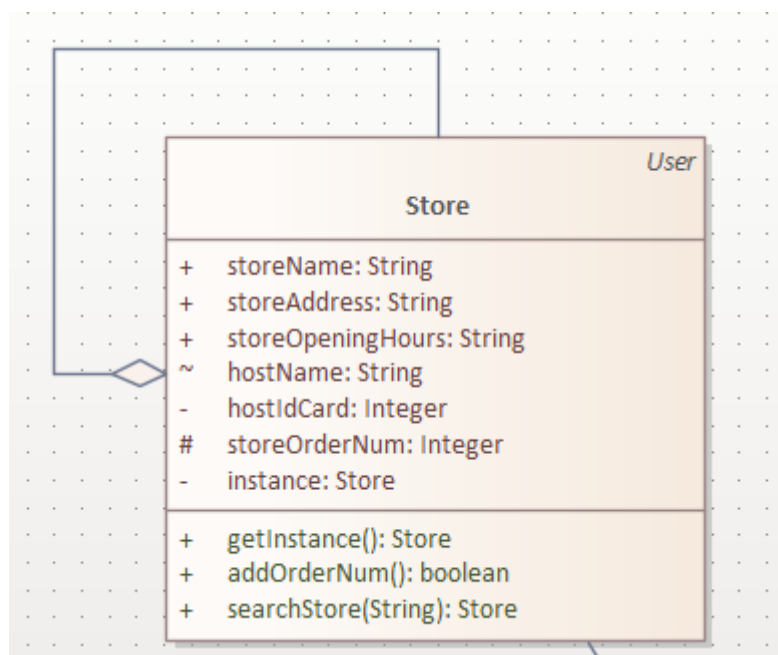 User
Store
+ storeName: String
+ storeAddress: String
+ storeOpeningHours: String
~ hostName: String
- hostIdCard: Integer
# storeOrderNum: Integer
- instance: Store
+ getInstance(): Store
+ addOrderNum(): boolean
+ searchStore(String): Store